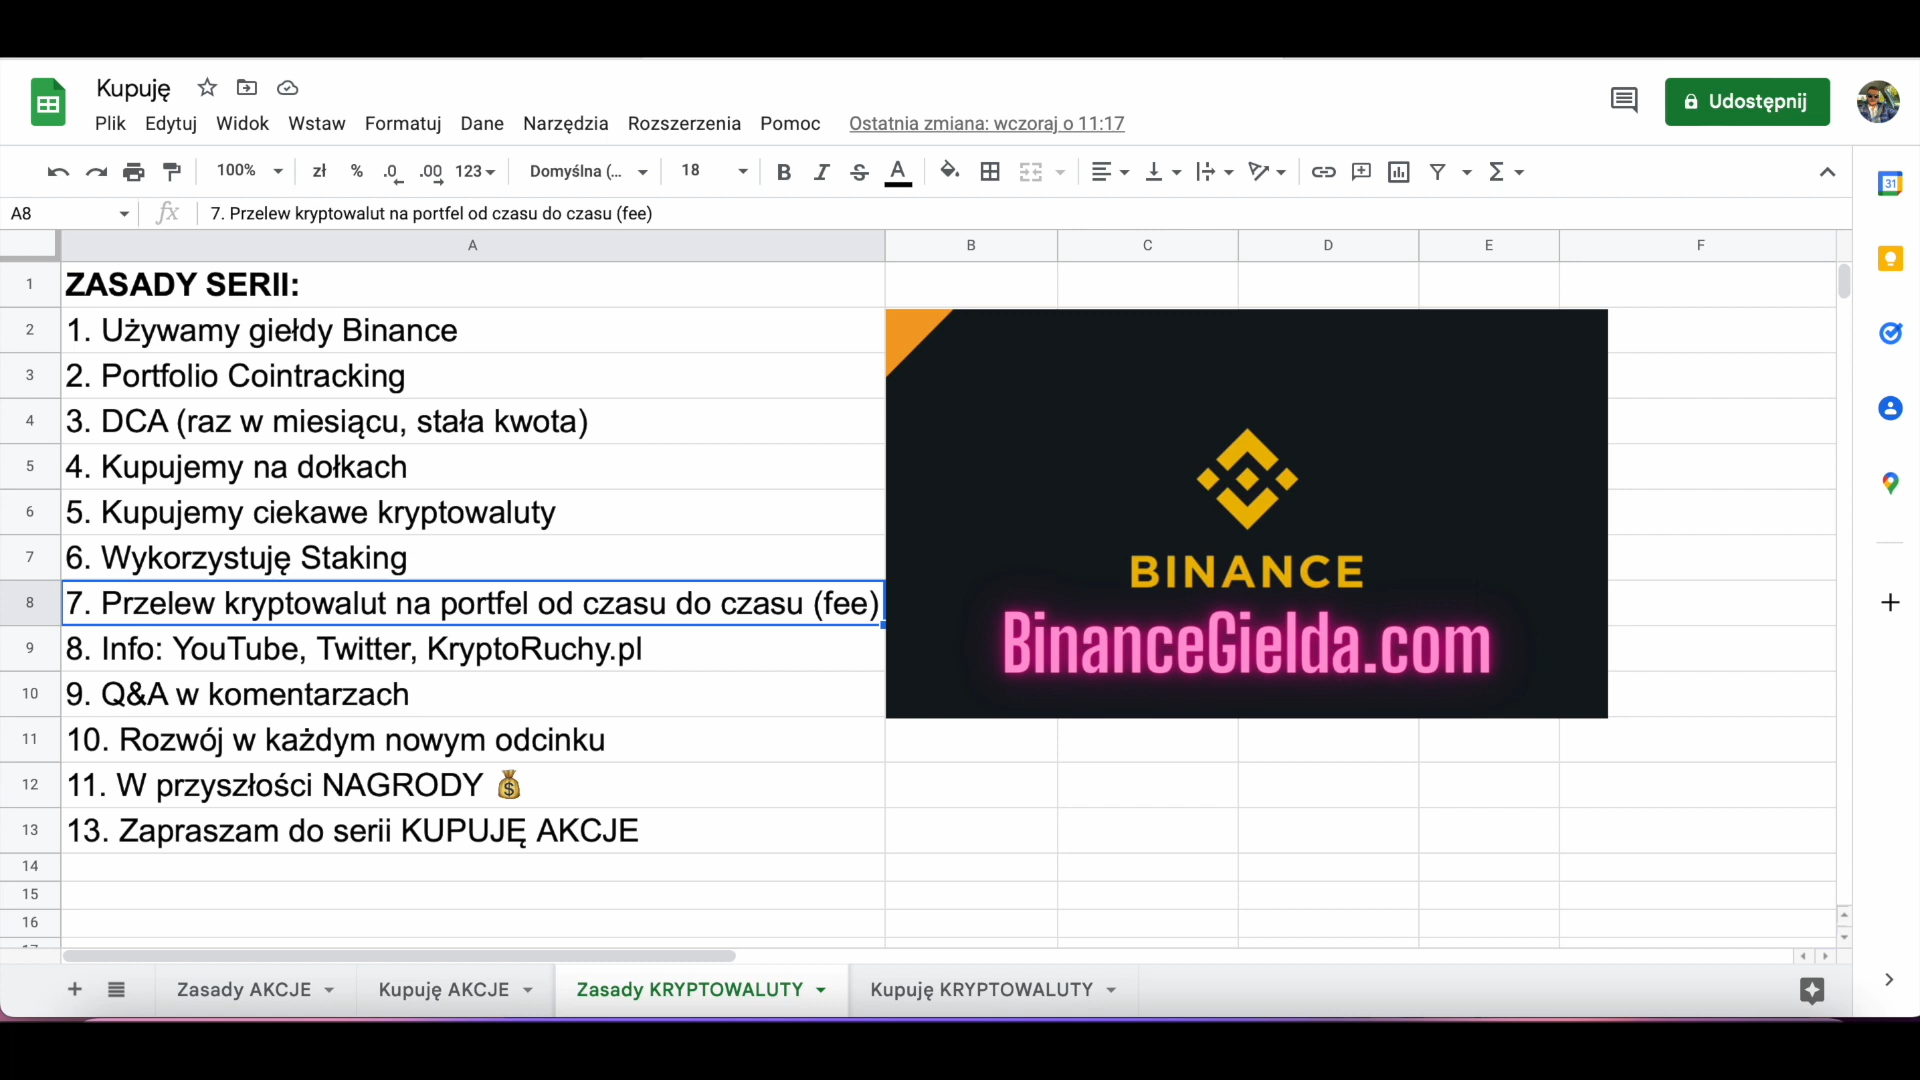 Kupuję
Plik Edytuj Widok Wstaw Formatuj Dane Narzędzia Rozszerzenia Pomoc Ostatnia zmiana: wczoraj o 11:17
Udostępnij
100% zł % .0 .00 123 Domyślna (... 18 B I S A Σ
31
A8 fx 7. Przelew kryptowalut na portfel od czasu do czasu (fee)
A B C D E F
1 ZASADY SERII:
2 1. Używamy giełdy Binance
3 2. Portfolio Cointracking
4 3. DCA (raz w miesiącu, stała kwota)
5 4. Kupujemy na dołkach
6 5. Kupujemy ciekawe kryptowaluty
7 6. Wykorzystuję Staking
8 7. Przelew kryptowalut na portfel od czasu do czasu (fee)
9 8. Info: YouTube, Twitter, KryptoRuchy.pl
10 9. Q&A w komentarzach
11 10. Rozwój w każdym nowym odcinku
12 11. W przyszłości NAGRODY 💰
13 13. Zapraszam do serii KUPUJĘ AKCJE
14
15
16
17
BINANCE
BinanceGielda.com
+ Zasady AKCJE Kupuję AKCJE Zasady KRYPTOWALUTY Kupuję KRYPTOWALUTY